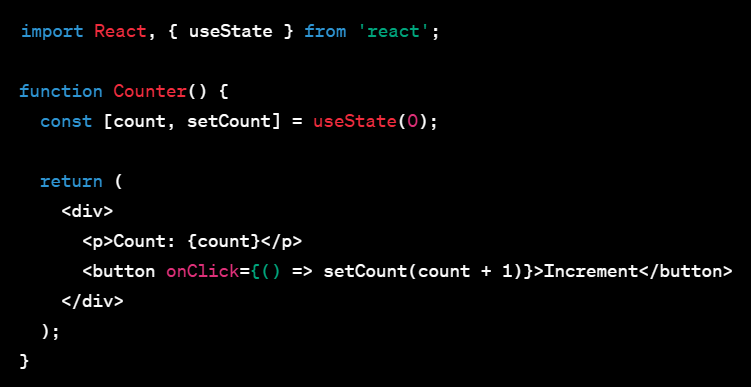 import React, { useState } from 'react';

function Counter() {
  const [count, setCount] = useState(0);

  return (
    <div>
      <p>Count: {count}</p>
      <button onClick={() => setCount(count + 1)}>Increment</button>
    </div>
  );
}